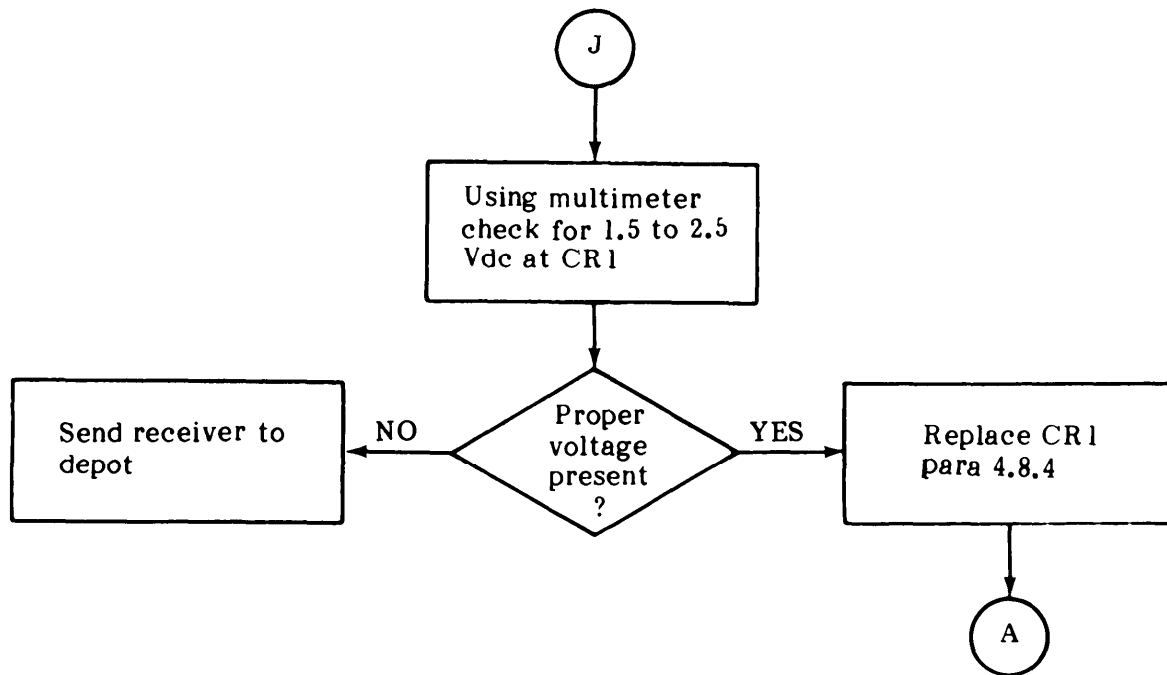 J
Using multimeter
check for 1.5 to 2.5
Vdc at CR1
Proper
voltage
present
?
NO
Send receiver to
depot
YES
Replace CR1
para 4.8.4
A